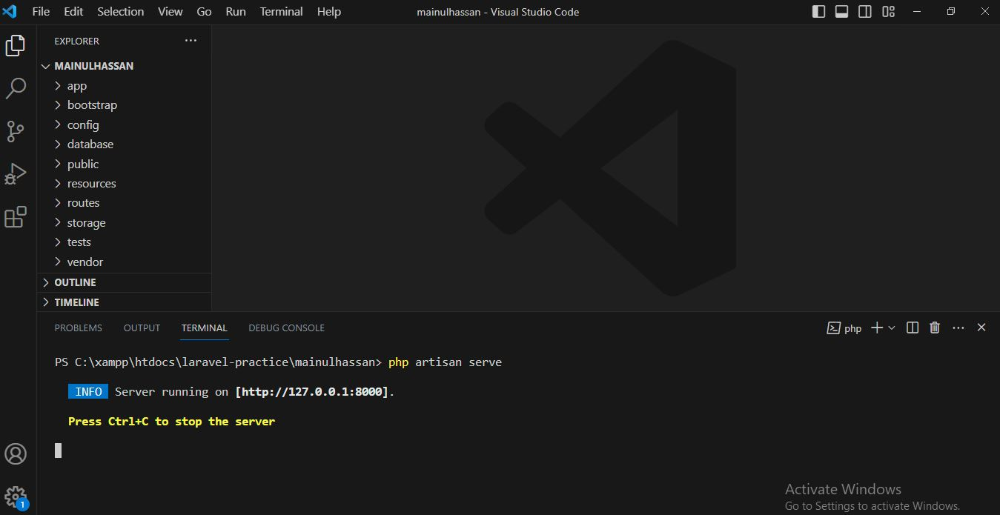 File Edit Selection View Go Run Terminal Help
mainulhassan - Visual Studio Code
EXPLORER
MAINULHASSAN
app
bootstrap
config
database
public
resources
routes
storage
tests
vendor
OUTLINE
TIMELINE
PROBLEMS OUTPUT TERMINAL DEBUG CONSOLE
php
PS C:\xampp\htdocs\laravel-practice\mainulhassan> php artisan serve
INFO Server running on [http://127.0.0.1:8000].
Press Ctrl+C to stop the server
1
Activate Windows
Go to Settings to activate Windows.